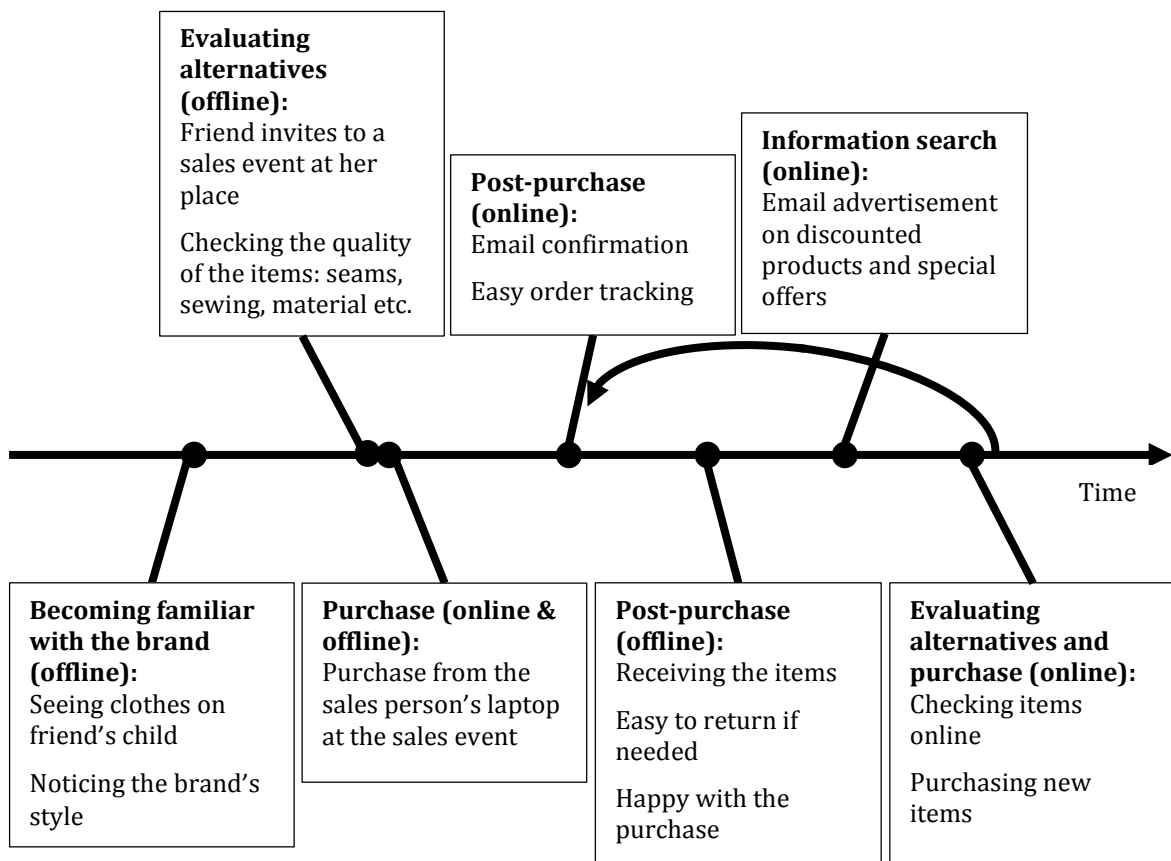 Evaluating
alternatives
(offline):
Friend invites to a
sales event at her
place
Checking the quality
of the items: seams,
sewing, material etc.
Post-purchase
(online):
Email confirmation
Easy order tracking
Information search
(online):
Email advertisement
on discounted
products and special
offers
Time
Becoming familiar
with the brand
(offline):
Seeing clothes on
friend’s child
Noticing the brand’s
style
Purchase (online &
offline):
Purchase from the
sales person’s laptop
at the sales event
Post-purchase
(offline):
Receiving the items
Easy to return if
needed
Happy with the
purchase
Evaluating
alternatives and
purchase (online):
Checking items
online
Purchasing new
items